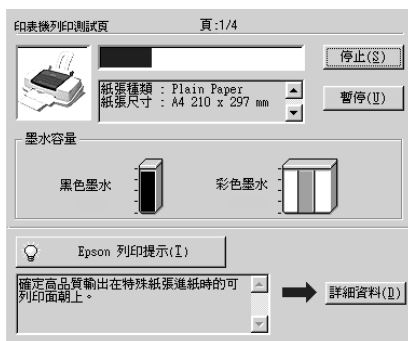 印表機列印測試頁 頁:1/4
停止(S)
紙張種類 : Plain Paper
紙張尺寸 : A4 210 x 297 mm
暫停(U)
墨水容量
黑色墨水 彩色墨水
Epson 列印提示(I)
確定高品質輸出在特殊紙張進紙時的可
列印面朝上。
詳細資料(D)